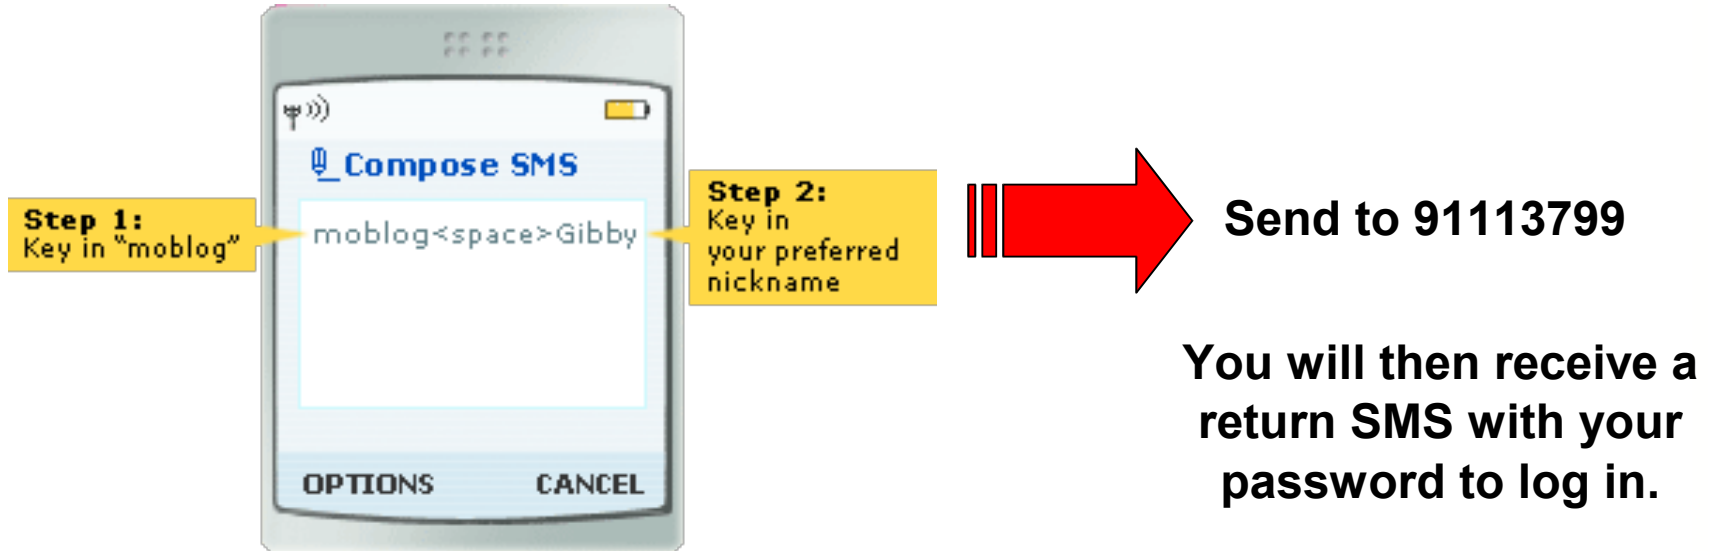 Compose SMS
Step 1:
Key in “moblog”
moblog<space>Gibby
Step 2:
Key in
your preferred
nickname
OPTIONS CANCEL
Send to 91113799
You will then receive a
return SMS with your
password to log in.